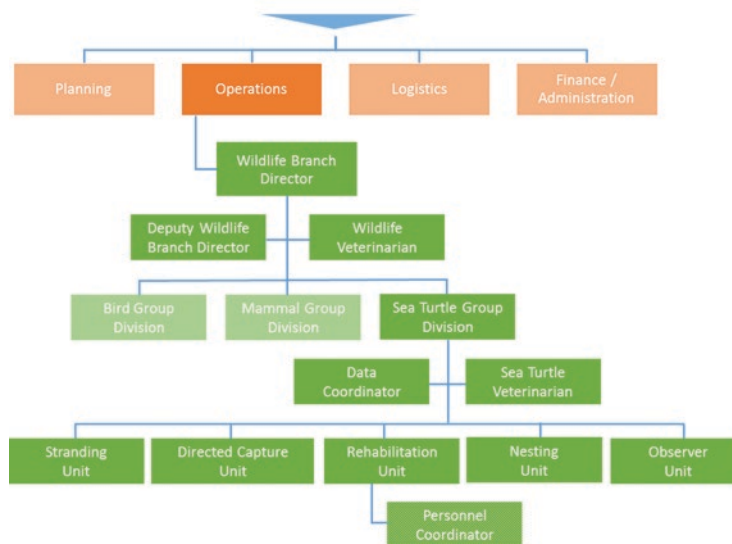 Planning
Operations
Logistics
Finance /
Administration
Wildlife Branch
Director
Deputy Wildlife
Branch Director
Wildlife
Veterinarian
Bird Group
Division
Mammal Group
Division
Sea Turtle Group
Division
Data
Coordinator
Sea Turtle
Veterinarian
Stranding
Unit
Directed Capture
Unit
Rehabilitation
Unit
Nesting
Unit
Observer
Unit
Personnel
Coordinator